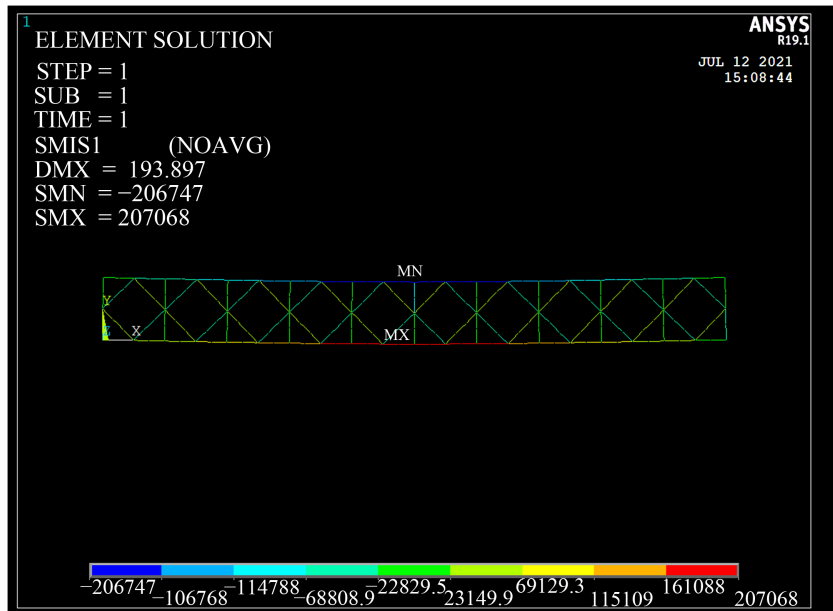 1
ANSYS
R19.1
ELEMENT SOLUTION
JUL 12 2021
15:08:44
STEP = 1
SUB = 1
TIME = 1
SMIS1 (NOAVG)
DMX = 193.897
SMN = −206747
SMX = 207068
MN
Y
Z X
MX
−206747 −114788 −22829.5 69129.3 161088
−106768 −68808.9 23149.9 115109 207068